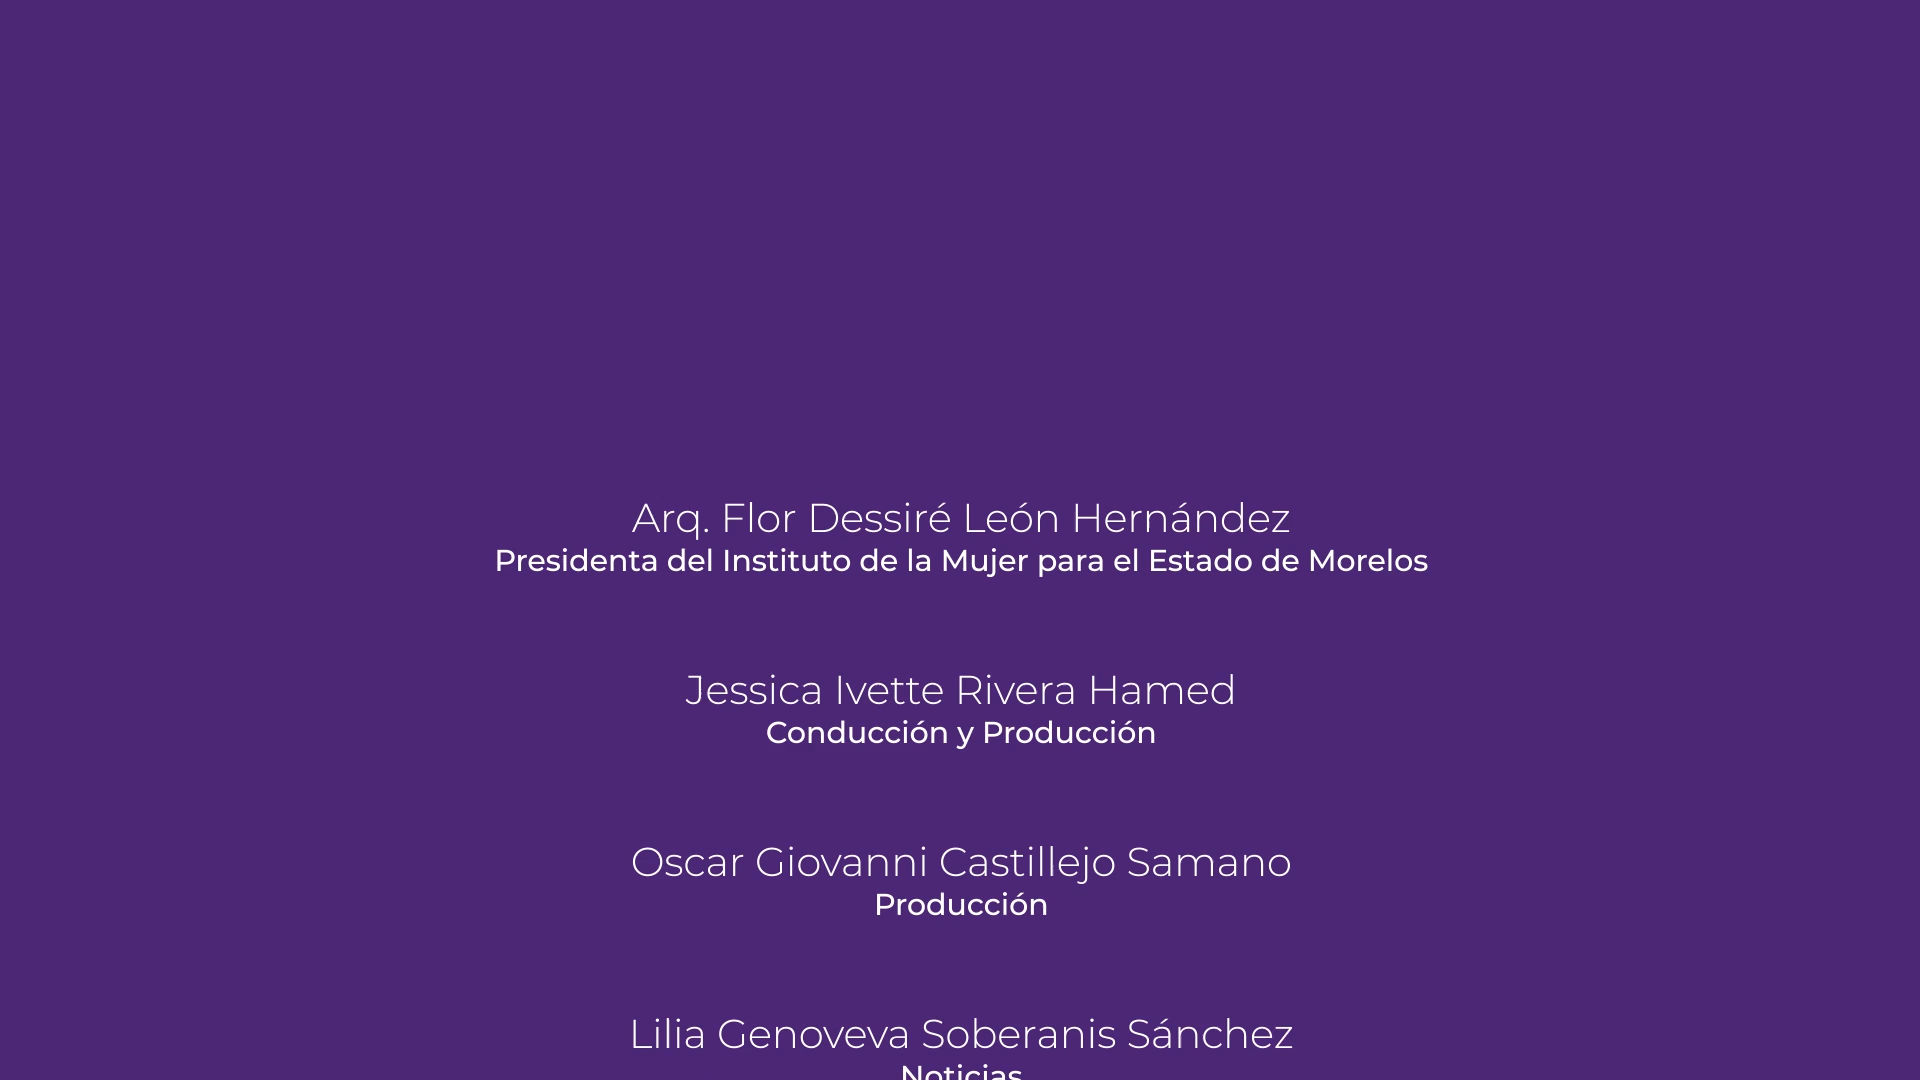 Arq. Flor Dessiré León Hernández
Presidenta del Instituto de la Mujer para el Estado de Morelos
Jessica Ivette Rivera Hamed
Conducción y Producción
Oscar Giovanni Castillejo Samano
Producción
Lilia Genoveva Soberanis Sánchez
Noticias